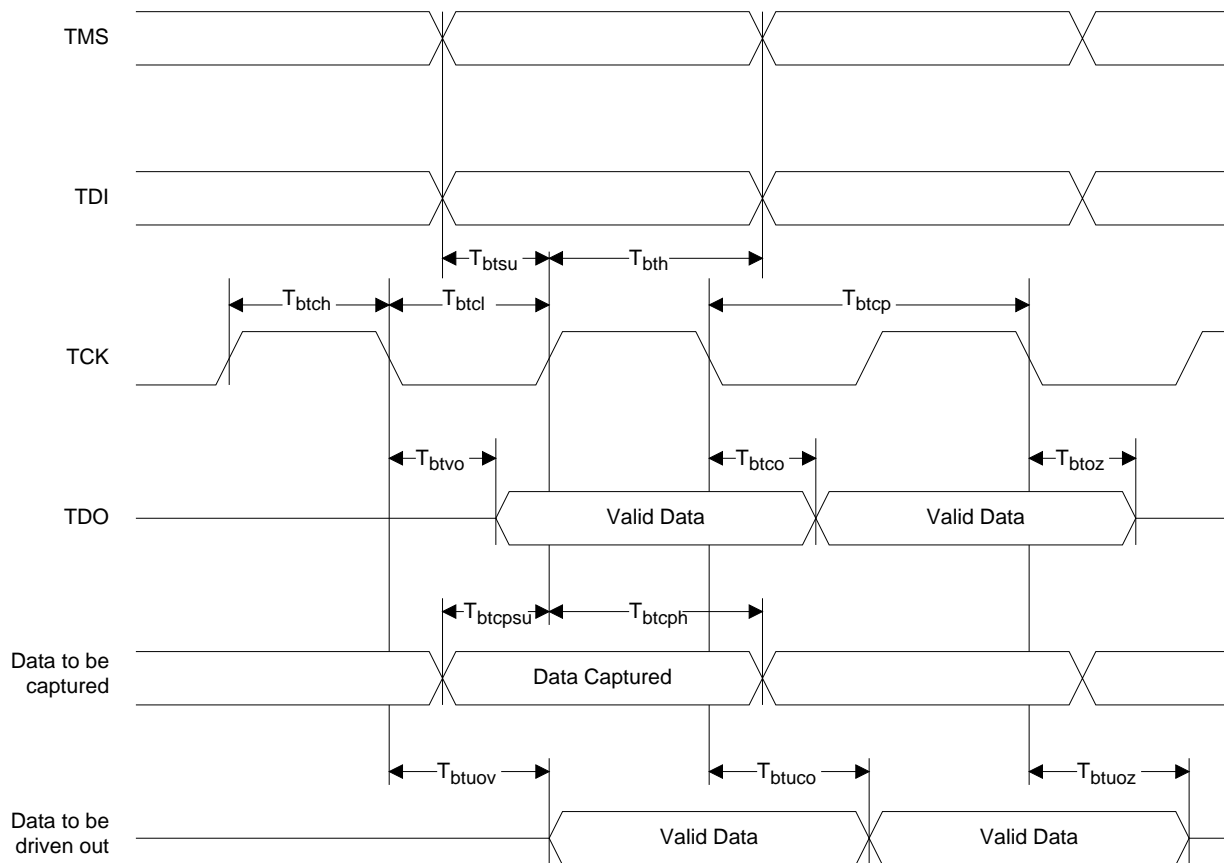 TMS
TDI
Tbtsu
Tbth
Tbtch
Tbtcl
Tbtcp
TCK
Tbtvo
Tbtco
Tbtoz
TDO
Valid Data
Valid Data
Tbtcpsu
Tbtcph
Data to be
captured
Data Captured
Tbtuov
Tbtuco
Tbtuoz
Data to be
driven out
Valid Data
Valid Data